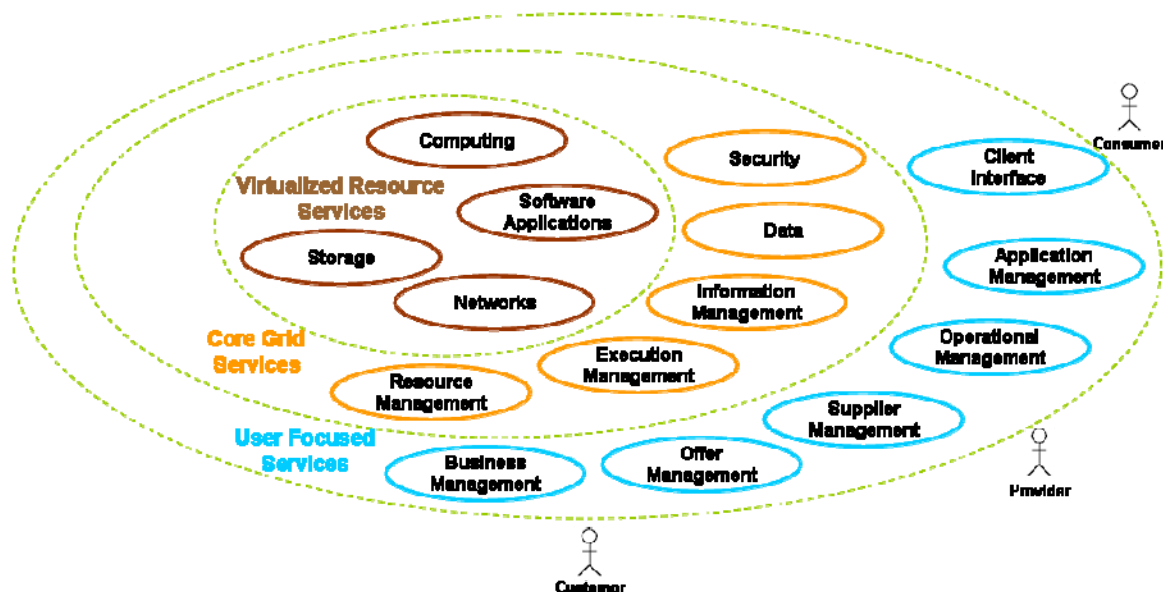 Computing
Security
Consumer
Client
Interface
Virtualized Resource
Services
Software
Applications
Data
Storage
Application
Management
Networks
Information
Management
Core Grid
Services
Execution
Management
Operational
Management
Resource
Management
Supplier
Management
User Focused
Services
Business
Management
Offer
Management
Provider
Customer